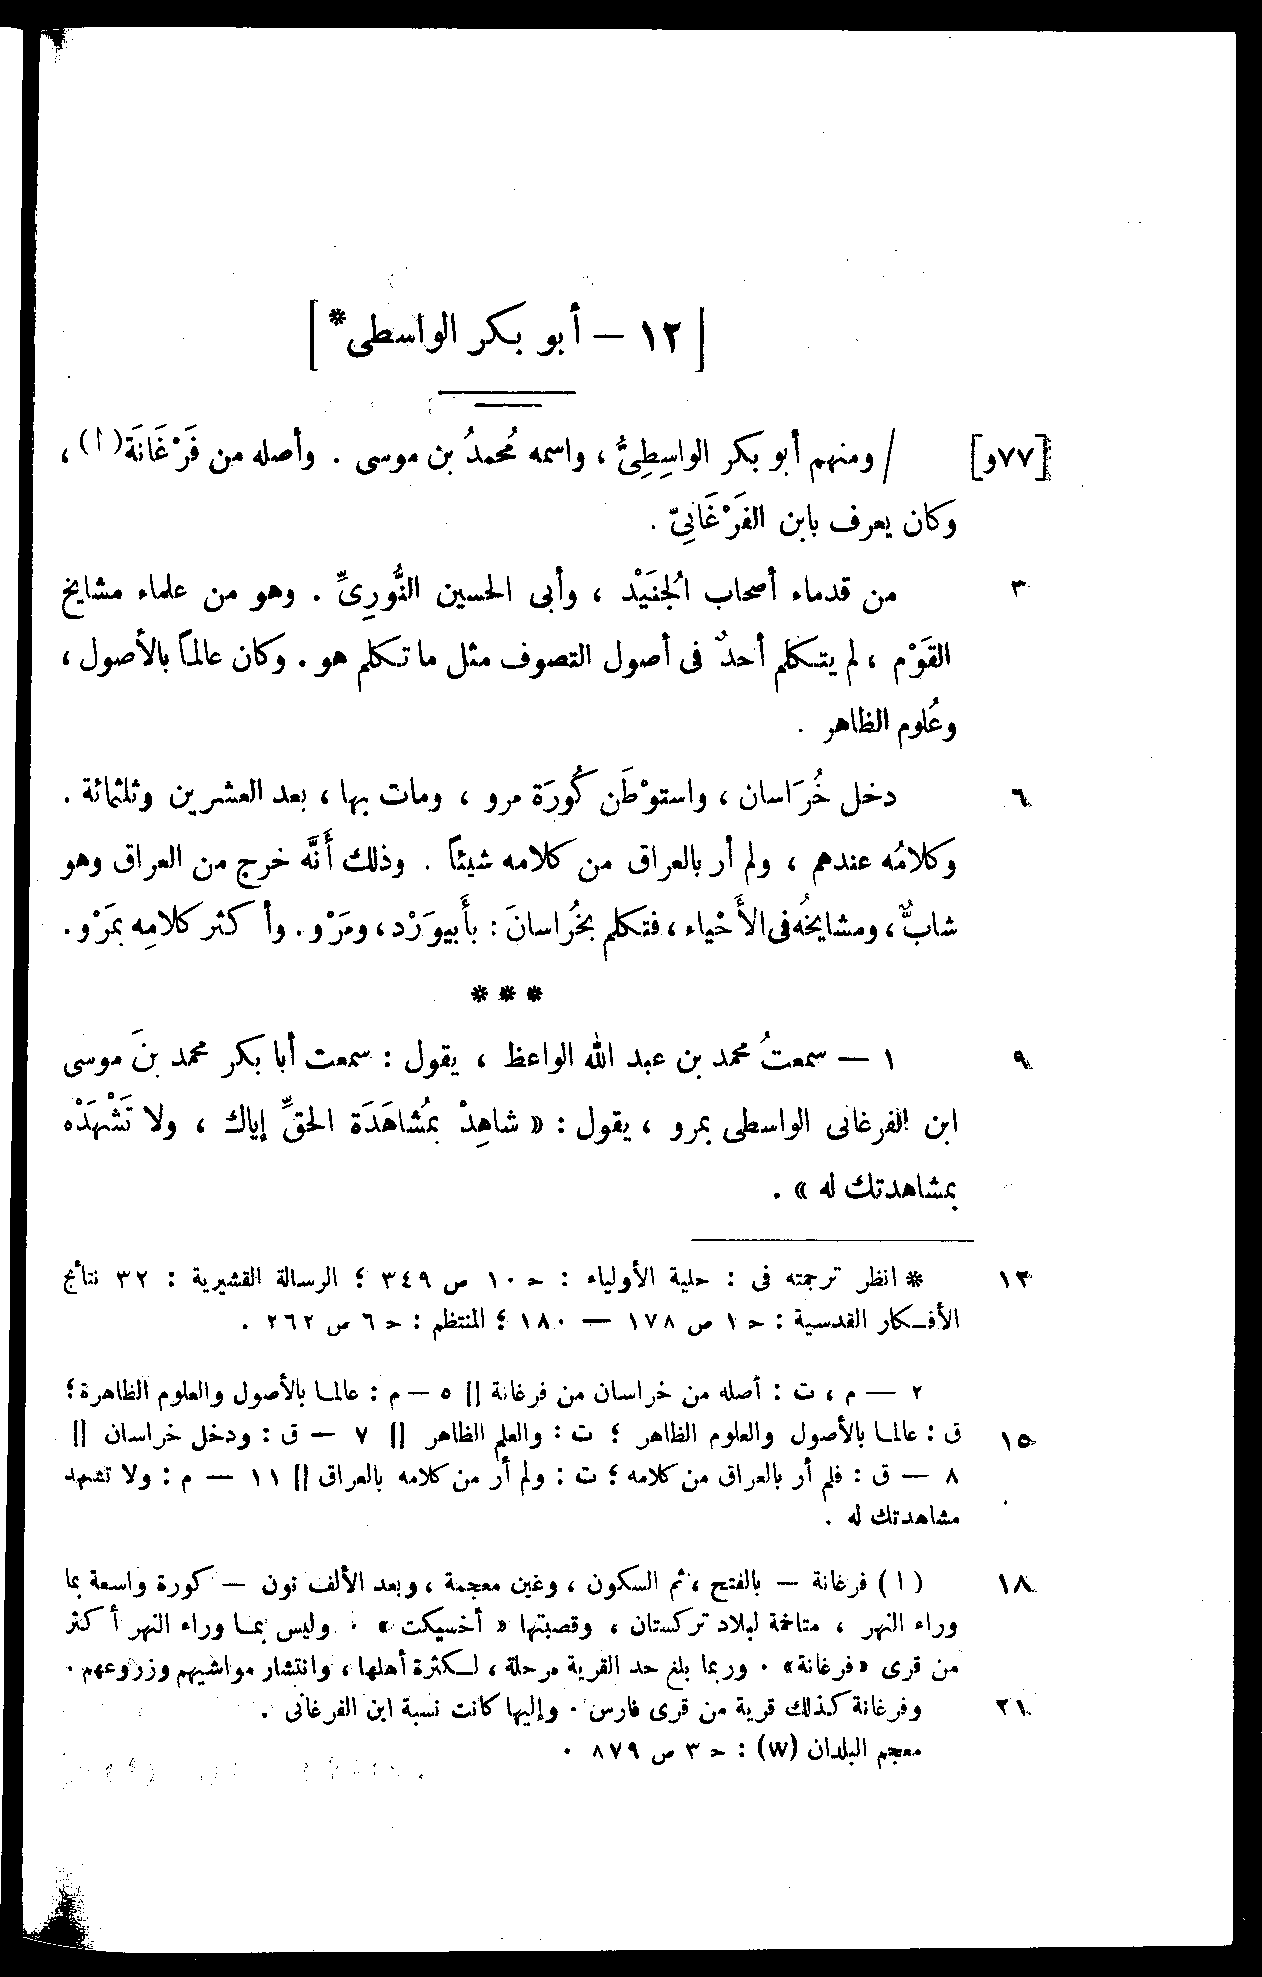 [ ١٢ — أبو بكر الواسطى* ]
[٧٧و] / ومنهم أبو بكر الواسِطِىُّ ، واسمه مُحمدُ بن موسى . وأصله من فَرْغَانَة(ا) ،
وكان يعرف بابن الفَرْغَانِىّ .
٣ من قدماء أصحاب الْجُنَيْد ، وأبى الحسين النُّورِىِّ . وهو من علماء مشايخ
القَوْم ، لم يتكلم أحدٌ فى أصول التصوف مثل ما تكلم هو . وكان عالماً بالأصول ،
وعُلوم الظاهر .
٦ دخل خُرَاسان ، واستوْطَن كُورَة مرو ، ومات بها ، بعد العشرين وثلثمائة .
وكلامُه عندهم ، ولم أر بالعراق من كلامه شيئاً . وذلك أَنَّه خرج من العراق وهو
شابٌّ ، ومشايخُه فى الأَحْياء ، فتكلم بخُراسانَ : بأَبيوَرْد ، ومَرْو . وأكثر كلامِه بمَرْو .
* * *
٩ ١ — سمعتُ محمد بن عبد الله الواعظ ، يقول : سمعت أبا بكر محمد بنَ موسى
ابن الفرغانى الواسطى بمرو ، يقول : « شاهِدْ بمُشاهَدَة الحقِّ إياك ، ولا تَشْهَدْه
بمشاهدتك له » .
١٢ * انظر ترجمته فى : حلية الأولياء : ح ١٠ ص ٣٤٩ ؛ الرسالة القشيرية : ٣٢ نتائج
الأفكار القدسية : ح ١ ص ١٧٨ — ١٨٠ ؛ المنتظم : ح ٦ ص ٢٦٢ .
٢ — م ، ت : أصله من خراسان من فرغانة || ٥ — م : عالما بالأصول والعلوم الظاهرة ؛
١٥ ق : عالما بالأصول والعلوم الظاهر ؛ ت : والعلم الظاهر || ٧ — ق : ودخل خراسان ||
٨ — ق : فلم أر بالعراق من كلامه ؛ ت : ولم أر من كلامه بالعراق || ١١ — م : ولا تشهد
مشاهدتك له .
١٨ ( ا ) فرغانة — بالفتح ، ثم السكون ، وغين معجمة ، وبعد الألف نون — كورة واسعة بما
وراء النهر ، متاخمة لبلاد تركستان ، وقصبتها « أخسيكت » . وليس بما وراء النهر أكثر
من قرى « فرغانة » . وربما بلغ حد القرية مرحلة ، لكثرة أهلها ، وانتشار مواشيهم وزروعهم .
٢١ وفرغانة كذلك قرية من قرى فارس . وإليها كانت نسبة ابن الفرغانى .
معجم البلدان (W) : ح ٣ ص ٨٧٩ .